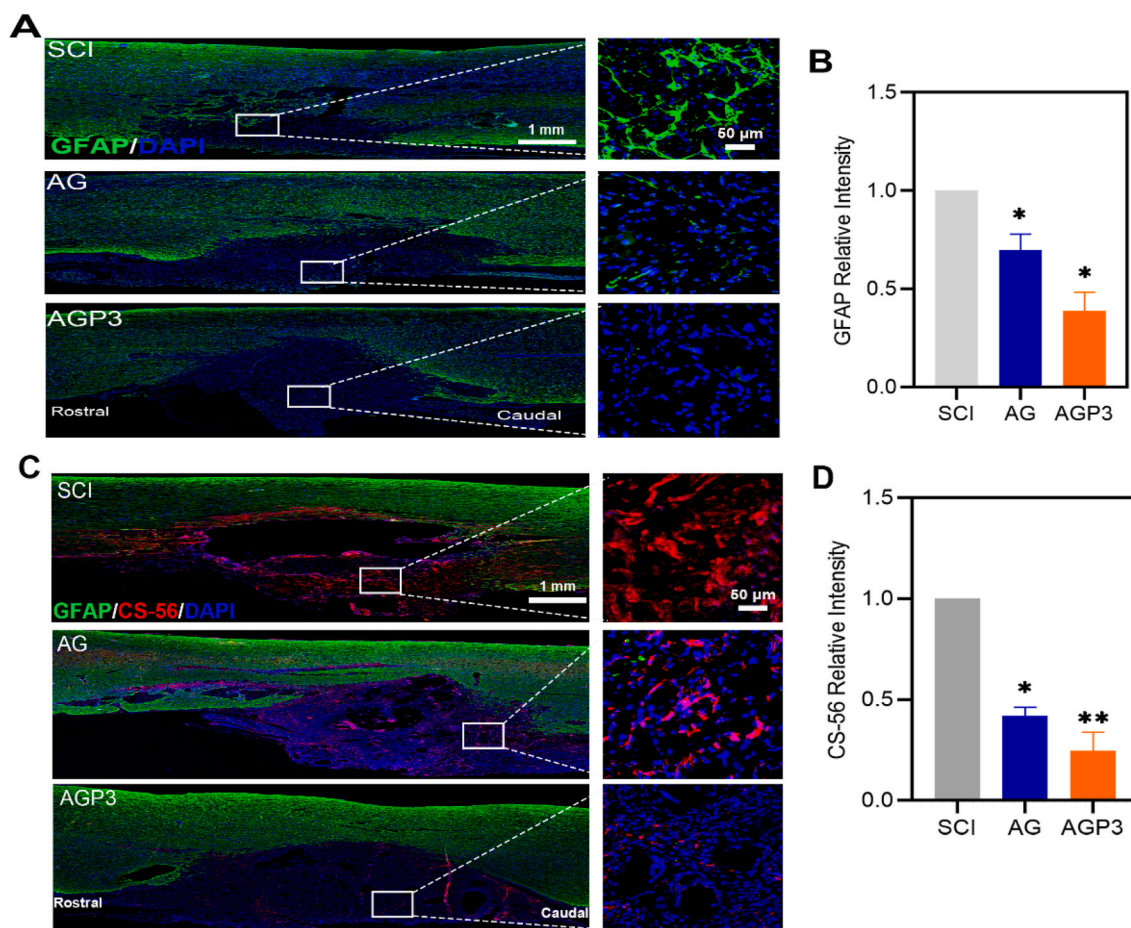 A
SCI
GFAP/DAPI
1 mm
50 µm
AG
AGP3
Rostral
Caudal
B
GFAP Relative Intensity
1.5
1.0
0.5
0.0
*
*
SCI
AG
AGP3
C
SCI
GFAP/CS-56/DAPI
1 mm
50 µm
AG
AGP3
Rostral
Caudal
D
CS-56 Relative Intensity
1.5
1.0
0.5
0.0
*
**
SCI
AG
AGP3